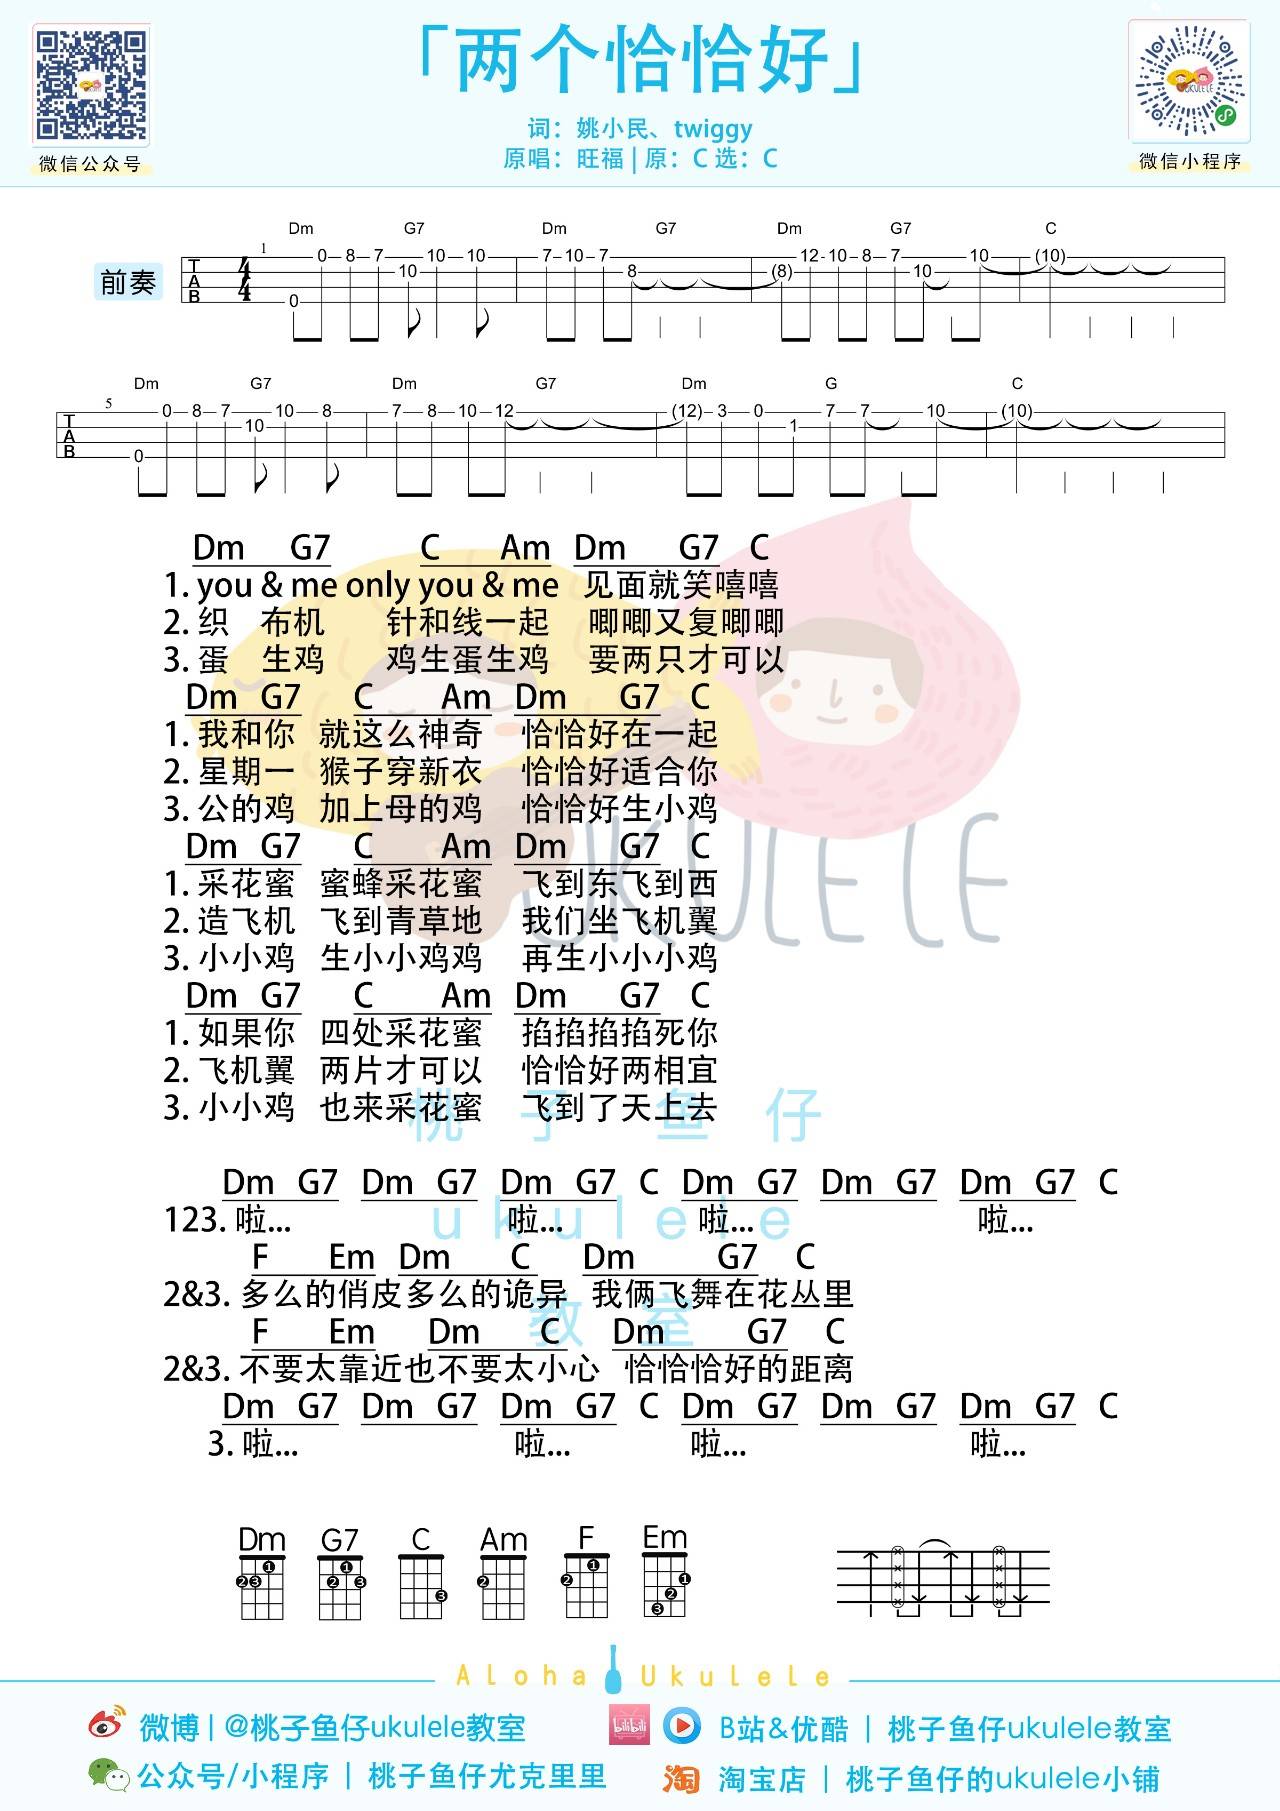 「两个恰恰好」
词：姚小民、twiggy
原唱：旺福 | 原：C 选：C
微信公众号
微信小程序
UKULELE
Dm G7 Dm G7 Dm G7 C
前奏
1
T A B 4 4
0 8 7 10 10 7 10 7 12 10 8 7 10 (10)
10 8 (8) 10
0
Dm G7 Dm G7 Dm G C
5
T A B
0 8 7 10 8 7 8 10 12 (12) 3 0 7 7 10 (10)
10 1
0
Dm G7 C Am Dm G7 C
1. you & me only you & me 见面就笑嘻嘻
2. 织 布机 针和线一起 唧唧又复唧唧
3. 蛋 生鸡 鸡生蛋生鸡 要两只才可以
Dm G7 C Am Dm G7 C
1. 我和你 就这么神奇 恰恰好在一起
2. 星期一 猴子穿新衣 恰恰好适合你
3. 公的鸡 加上母的鸡 恰恰好生小鸡
Dm G7 C Am Dm G7 C
1. 采花蜜 蜜蜂采花蜜 飞到东飞到西
2. 造飞机 飞到青草地 我们坐飞机翼
3. 小小鸡 生小小鸡鸡 再生小小小鸡
UKULELE
Dm G7 C Am Dm G7 C
1. 如果你 四处采花蜜 掐掐掐掐死你
2. 飞机翼 两片才可以 恰恰好两相宜
3. 小小鸡 也来采花蜜 飞到了天上去
桃子鱼仔
Dm G7 Dm G7 Dm G7 C Dm G7 Dm G7 Dm G7 C
123. 啦... 啦... 啦... 啦...
ukulele
F Em Dm C Dm G7 C
2&3. 多么的俏皮多么的诡异 我俩飞舞在花丛里
教室
F Em Dm C Dm G7 C
2&3. 不要太靠近也不要太小心 恰恰恰好的距离
Dm G7 Dm G7 Dm G7 C Dm G7 Dm G7 Dm G7 C
3. 啦... 啦... 啦... 啦...
Dm G7 C Am F Em
1 2 3 1 2 3 3 2 1 2 1 2 3
Aloha Ukulele
微博 | @桃子鱼仔ukulele教室
bilibili B站&优酷 | 桃子鱼仔ukulele教室
公众号/小程序 | 桃子鱼仔尤克里里
淘 淘宝店 | 桃子鱼仔的ukulele小铺